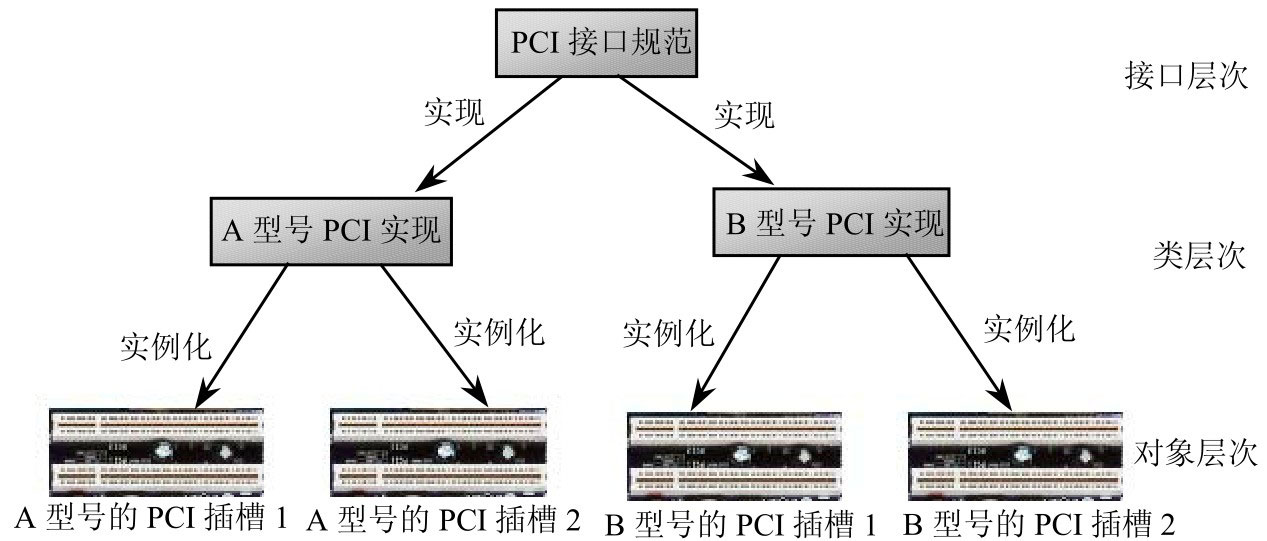 PCI 接口规范
接口层次
实现
实现
A 型号 PCI 实现
B 型号 PCI 实现
类层次
实例化
实例化
实例化
实例化
对象层次
A 型号的 PCI 插槽 1
A 型号的 PCI 插槽 2
B 型号的 PCI 插槽 1
B 型号的 PCI 插槽 2